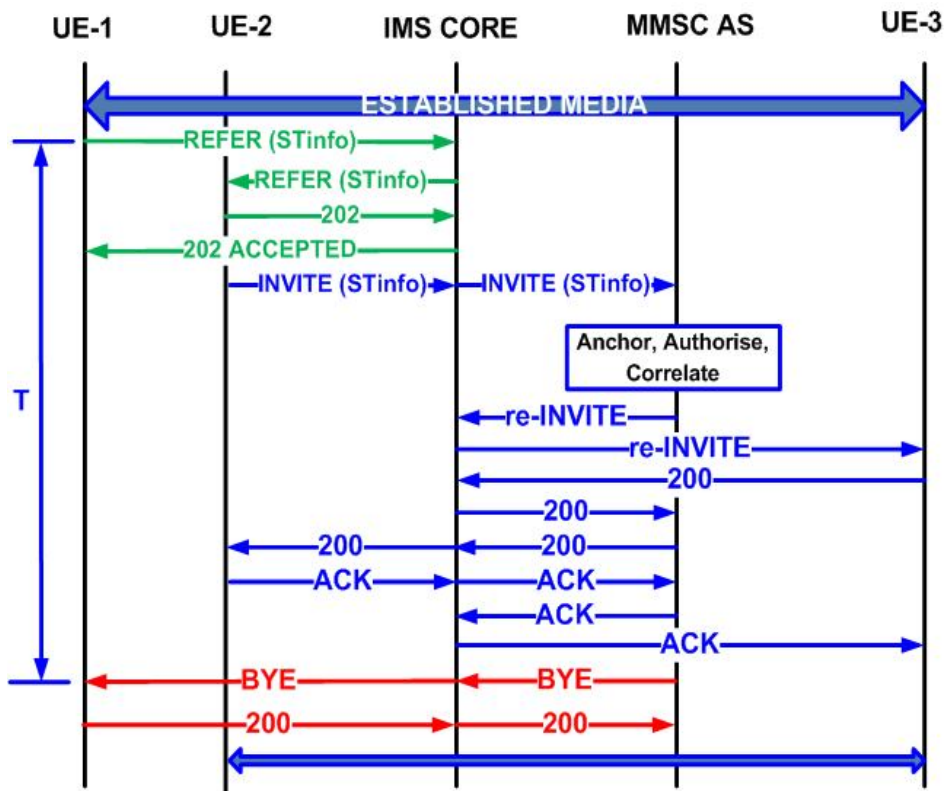 UE-1 UE-2 IMS CORE MMSC AS UE-3
ESTABLISHED MEDIA
REFER (STinfo)
REFER (STinfo)
202
202 ACCEPTED
INVITE (STinfo) INVITE (STinfo)
Anchor, Authorise,
Correlate
T
re-INVITE
re-INVITE
200
200
200 200
ACK ACK
ACK
ACK
BYE BYE
200 200